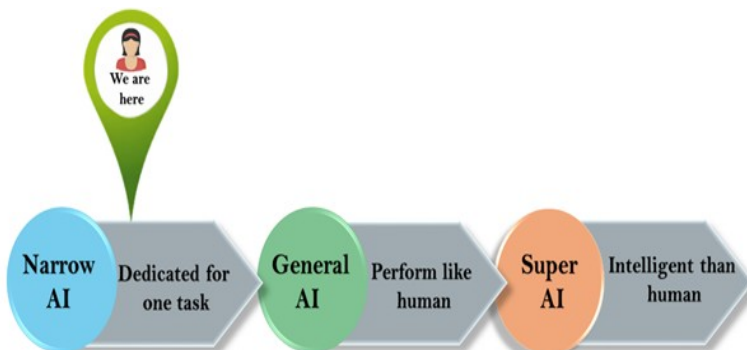 We are
here
Narrow
AI
Dedicated for
one task
General
AI
Perform like
human
Super
AI
Intelligent than
human